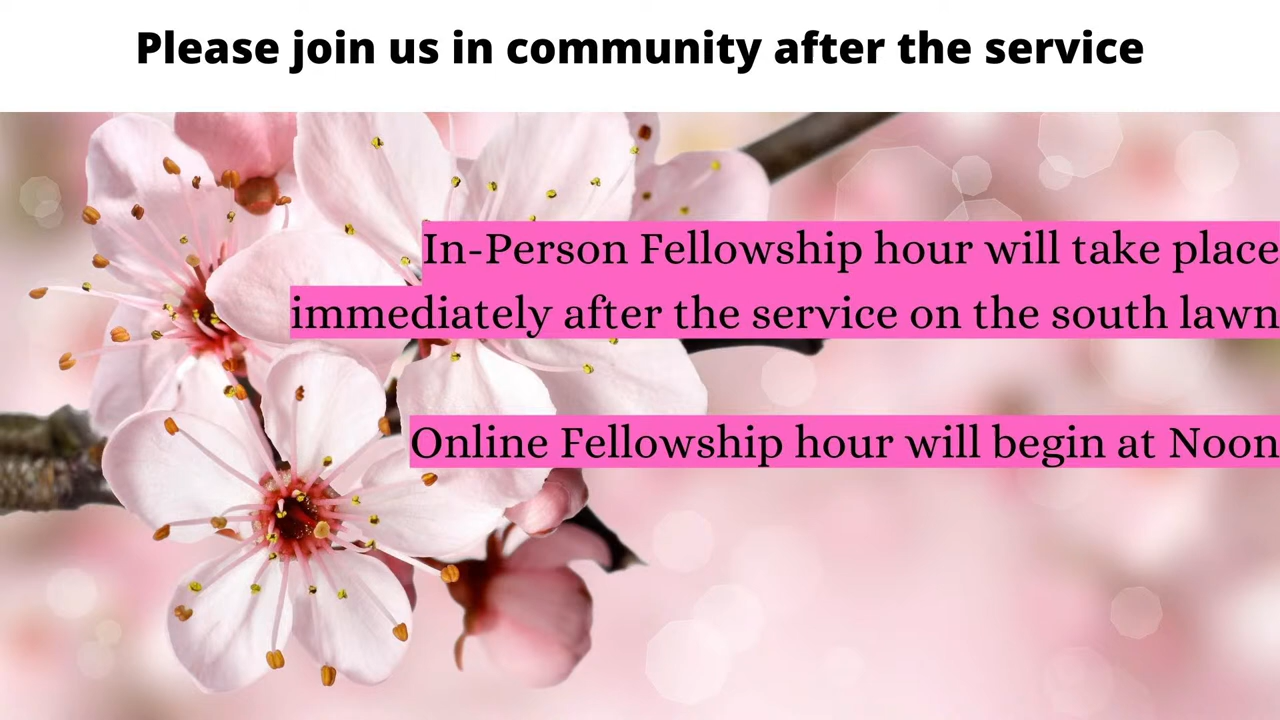 Please join us in community after the service
In-Person Fellowship hour will take place
immediately after the service on the south lawn
Online Fellowship hour will begin at Noon